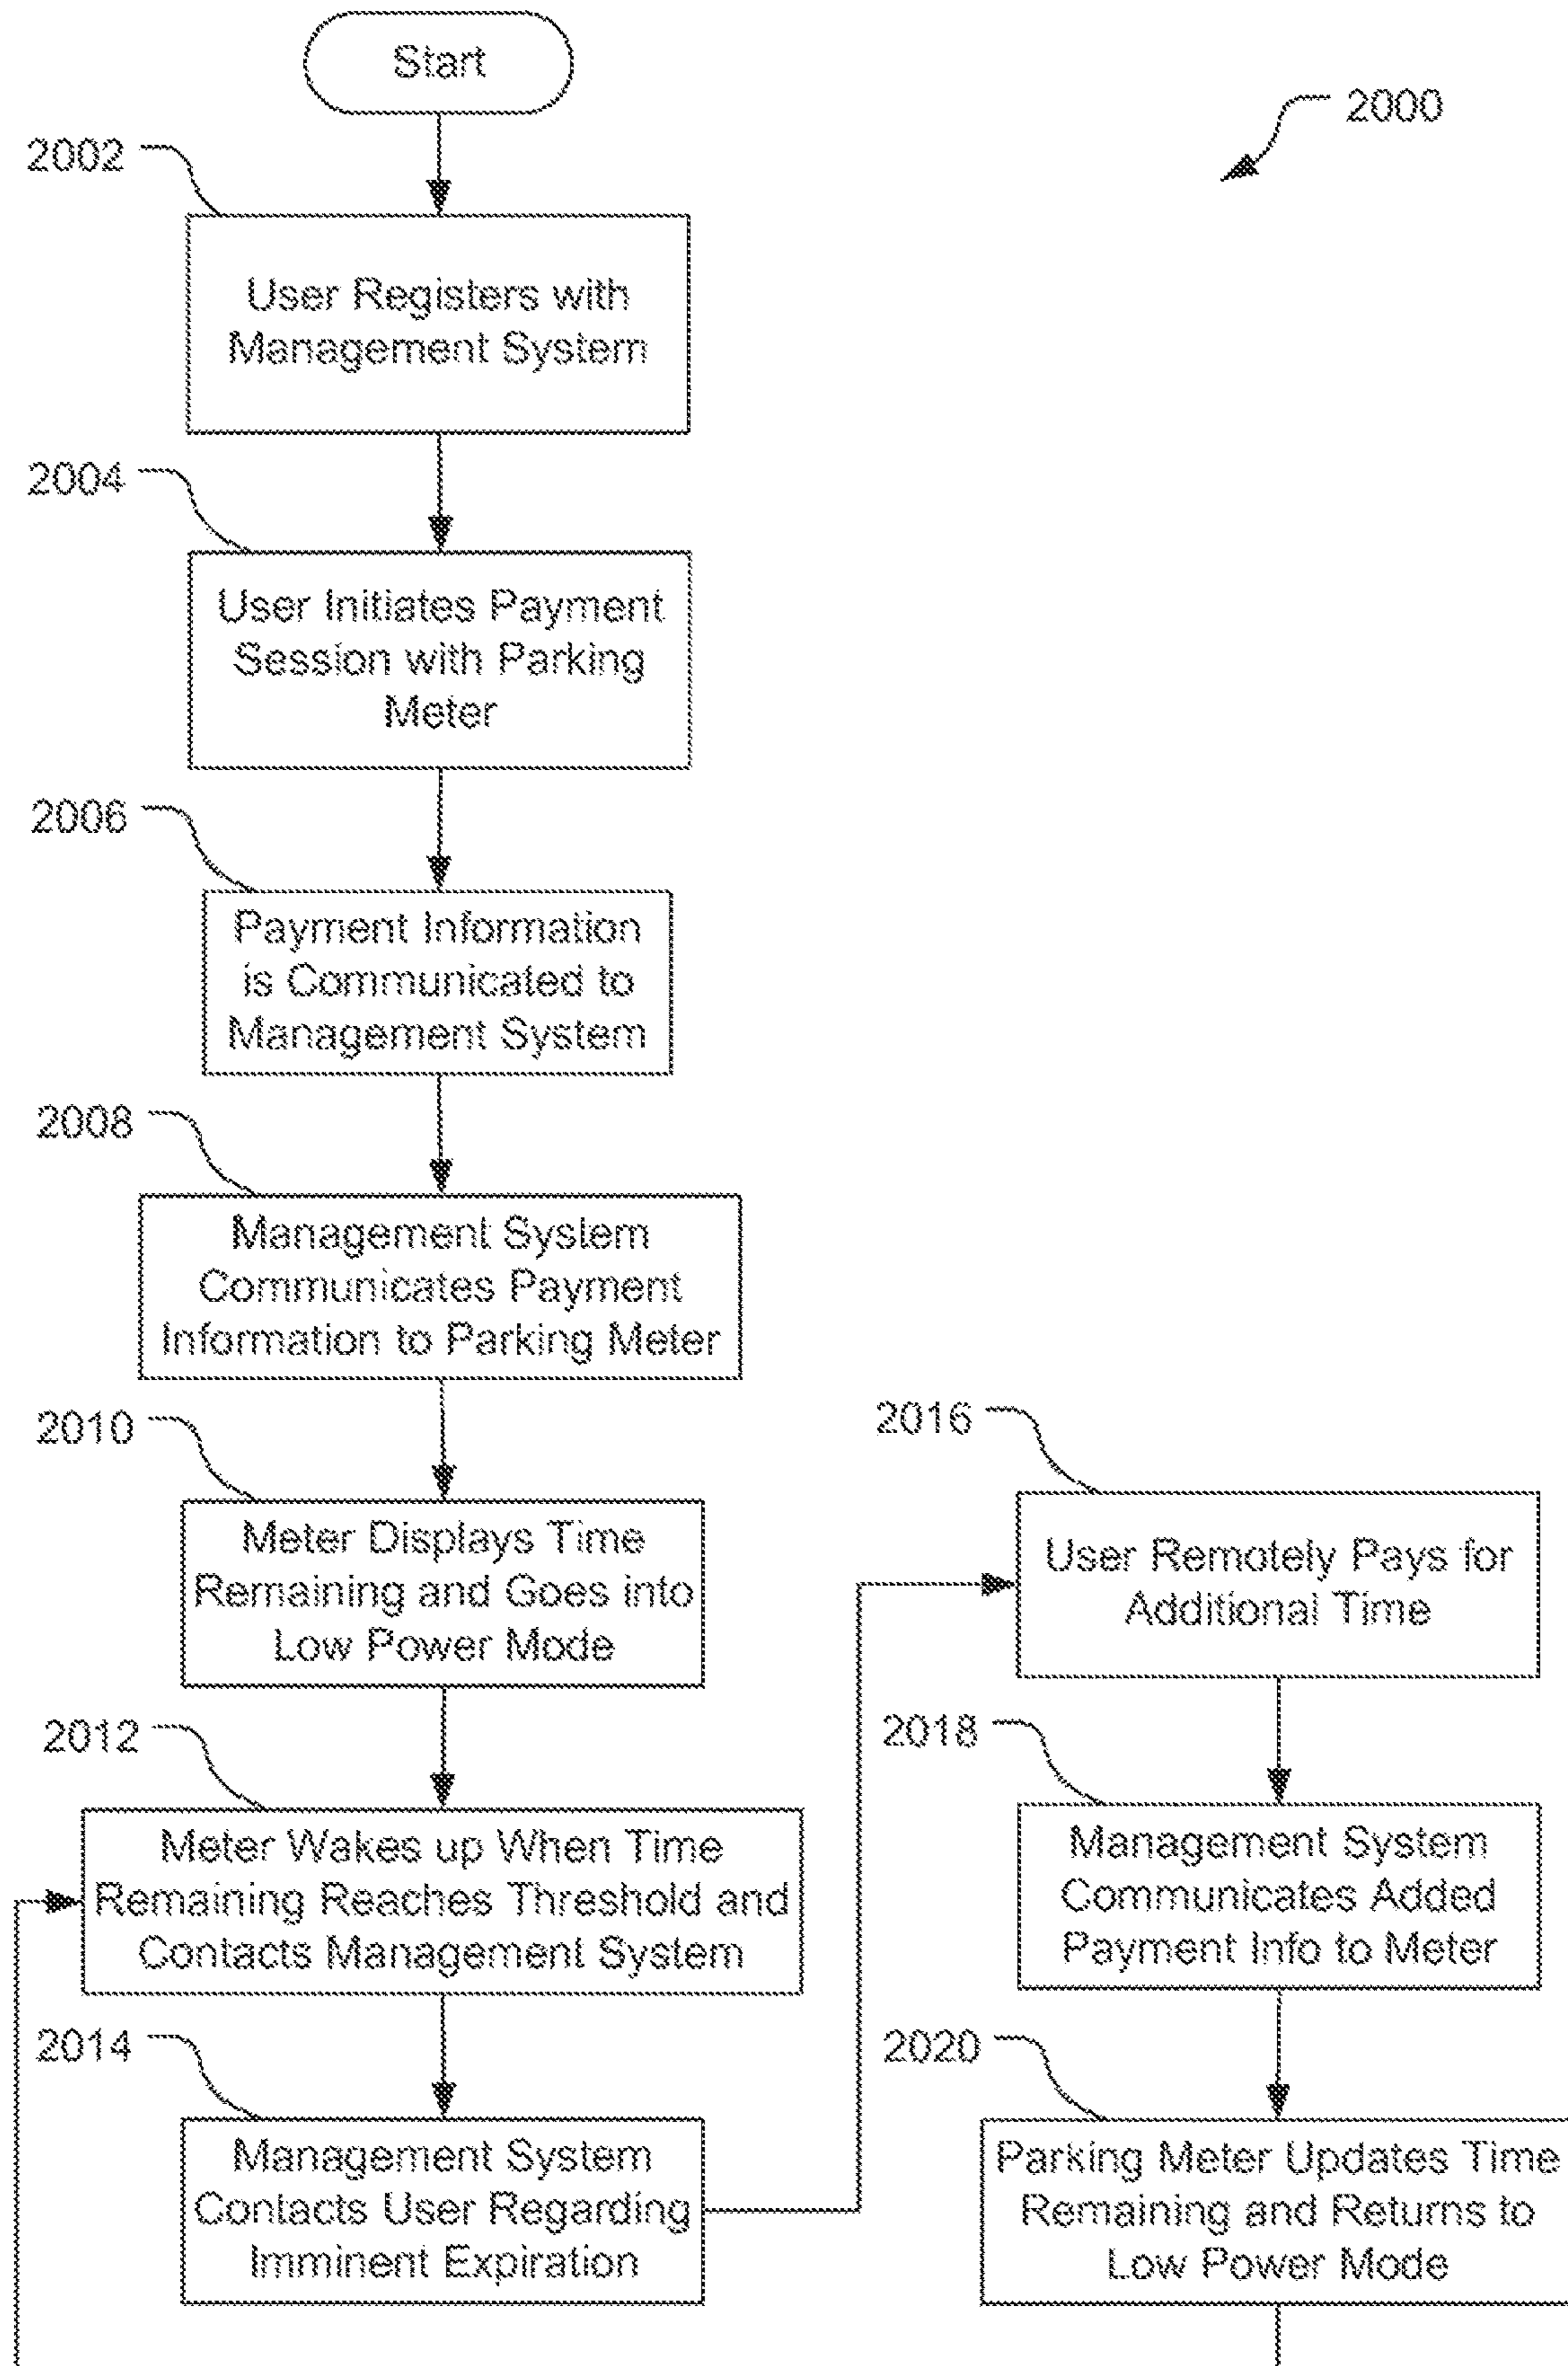 Start
2000
2002
User Registers with
Management System
2004
User Initiates Payment
Session with Parking
Meter
2006
Payment Information
is Communicated to
Management System
2008
Management System
Communicates Payment
Information to Parking Meter
2010
Meter Displays Time
Remaining and Goes into
Low Power Mode
2012
Meter Wakes up When Time
Remaining Reaches Threshold and
Contacts Management System
2014
Management System
Contacts User Regarding
Imminent Expiration
2016
User Remotely Pays for
Additional Time
2018
Management System
Communicates Added
Payment Info to Meter
2020
Parking Meter Updates Time
Remaining and Returns to
Low Power Mode